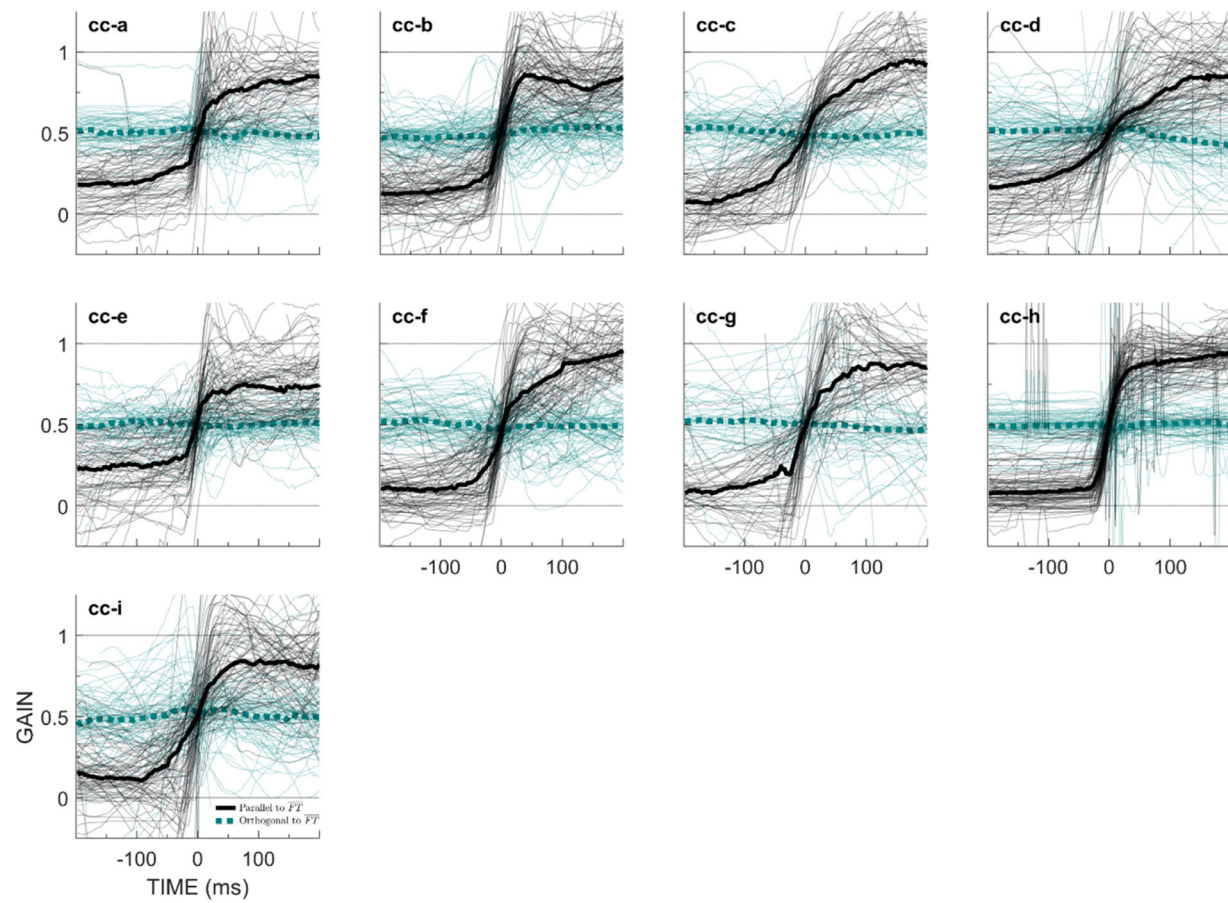 cc-a
cc-b
cc-c
cc-d
1
0.5
0
cc-e
cc-f
cc-g
cc-h
1
0.5
0
-100 0 100
-100 0 100
-100 0 100
cc-i
1
0.5
0
GAIN
Parallel to FT
Orthogonal to FT
-100 0 100
TIME (ms)